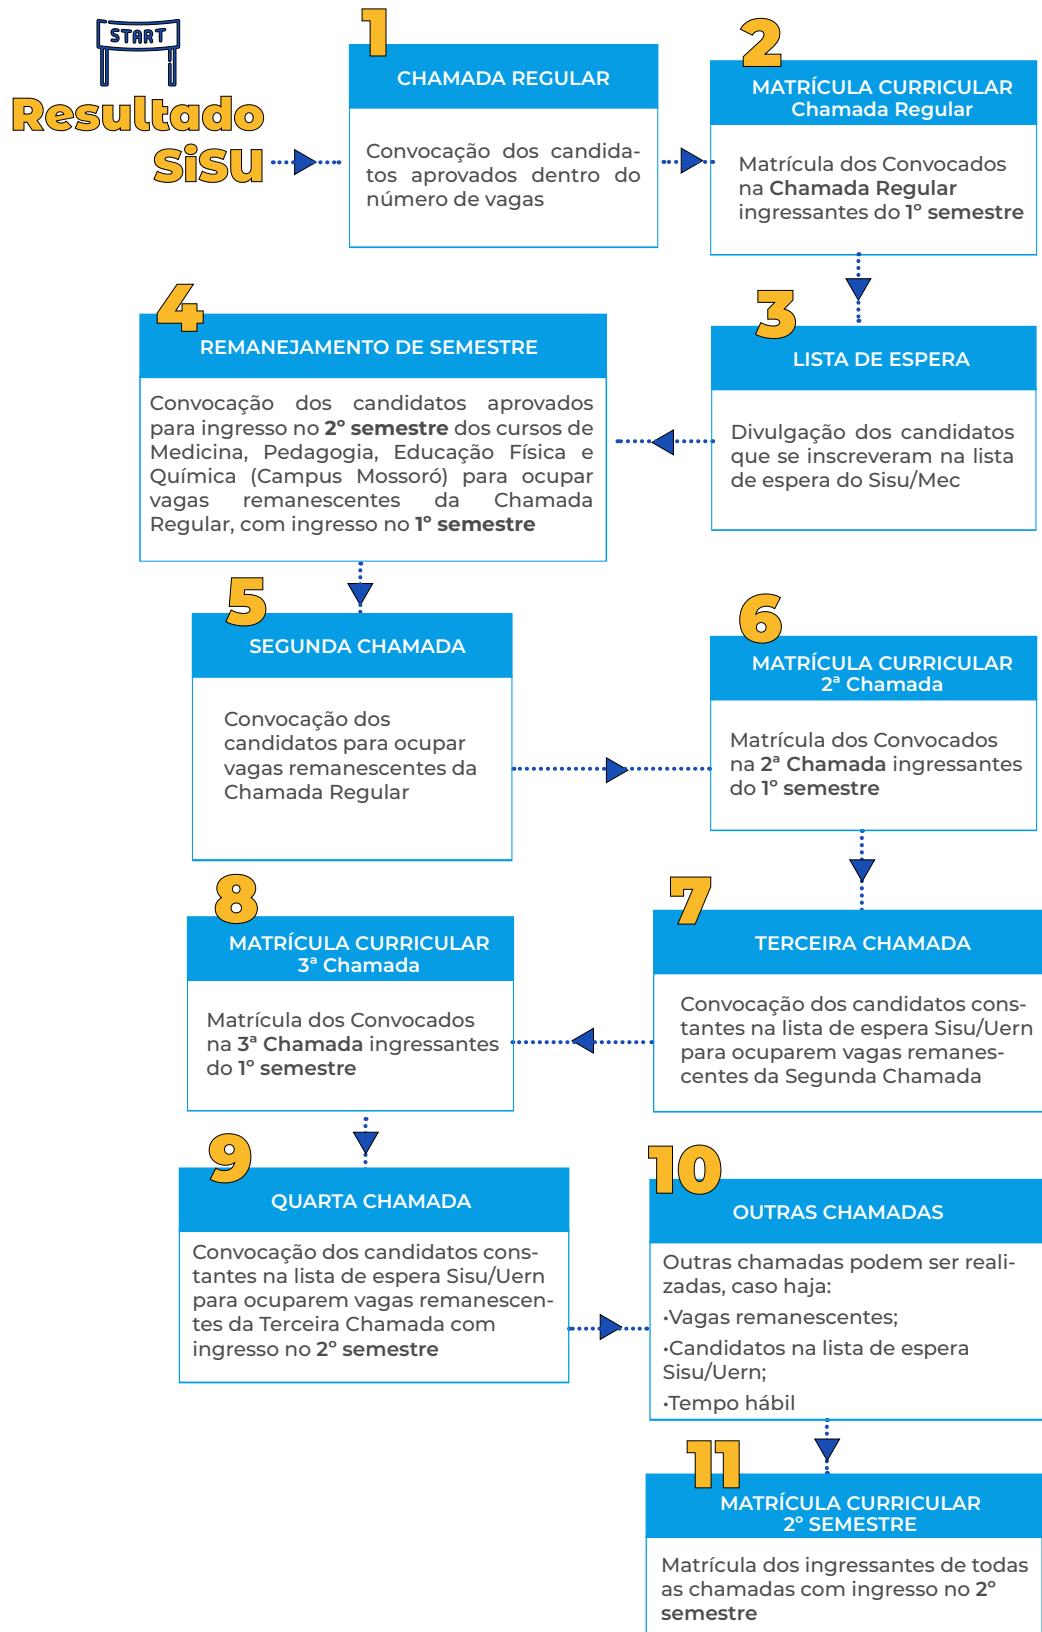 START
Resultado
SiSU
1
CHAMADA REGULAR
Convocação dos candida-
tos aprovados dentro do
número de vagas
2
MATRÍCULA CURRICULAR
Chamada Regular
Matrícula dos Convocados
na Chamada Regular
ingressantes do 1º semestre
3
LISTA DE ESPERA
Divulgação dos candidatos
que se inscreveram na lista
de espera do Sisu/Mec
4
REMANEJAMENTO DE SEMESTRE
Convocação dos candidatos aprovados
para ingresso no 2º semestre dos cursos de
Medicina, Pedagogia, Educação Física e
Química (Campus Mossoró) para ocupar
vagas remanescentes da Chamada
Regular, com ingresso no 1º semestre
5
SEGUNDA CHAMADA
Convocação dos
candidatos para ocupar
vagas remanescentes da
Chamada Regular
6
MATRÍCULA CURRICULAR
2ª Chamada
Matrícula dos Convocados
na 2ª Chamada ingressantes
do 1º semestre
7
TERCEIRA CHAMADA
Convocação dos candidatos cons-
tantes na lista de espera Sisu/Uern
para ocuparem vagas remanes-
centes da Segunda Chamada
8
MATRÍCULA CURRICULAR
3ª Chamada
Matrícula dos Convocados
na 3ª Chamada ingressantes
do 1º semestre
9
QUARTA CHAMADA
Convocação dos candidatos cons-
tantes na lista de espera Sisu/Uern
para ocuparem vagas remanescen-
tes da Terceira Chamada com
ingresso no 2º semestre
10
OUTRAS CHAMADAS
Outras chamadas podem ser reali-
zadas, caso haja:
•Vagas remanescentes;
•Candidatos na lista de espera
Sisu/Uern;
•Tempo hábil
11
MATRÍCULA CURRICULAR
2º SEMESTRE
Matrícula dos ingressantes de todas
as chamadas com ingresso no 2º
semestre